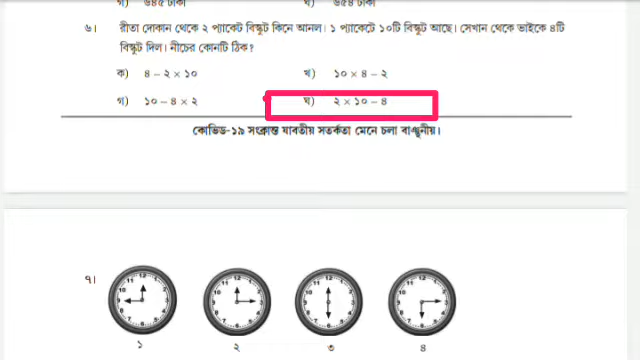 গ) ৬৪৫ টাকা ঘ) ৬৫৪ টাকা
৬। রীতা দোকান থেকে ২ প্যাকেট বিস্কুট কিনে আনল। ১ প্যাকেটে ১০টি বিস্কুট আছে। সেখান থেকে ভাইকে ৪টি
বিস্কুট দিল। নীচের কোনটি ঠিক?
ক) ৪ – ২ × ১০ খ) ১০ × ৪ – ২
গ) ১০ – ৪ × ২ ঘ) ২ × ১০ – ৪
কোভিড-১৯ সংক্রান্ত যাবতীয় সতর্কতা মেনে চলা বাঞ্ছনীয়।
৭।
১ ২ ৩ ৪